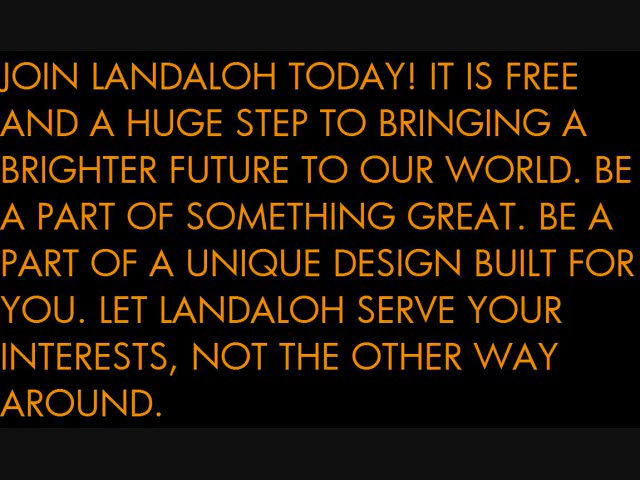 JOIN LANDALOH TODAY! IT IS FREE
AND A HUGE STEP TO BRINGING A
BRIGHTER FUTURE TO OUR WORLD. BE
A PART OF SOMETHING GREAT. BE A
PART OF A UNIQUE DESIGN BUILT FOR
YOU. LET LANDALOH SERVE YOUR
INTERESTS, NOT THE OTHER WAY
AROUND.